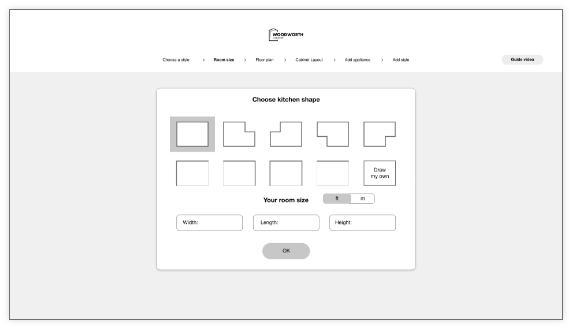 WOODWORTH
Choose a style > Room size > Floor plan > Cabinet Layout > Add appliance > Add style
Guide video
Choose kitchen shape
Draw
my own
Your room size
ft
m
Width:
Length:
Height:
OK